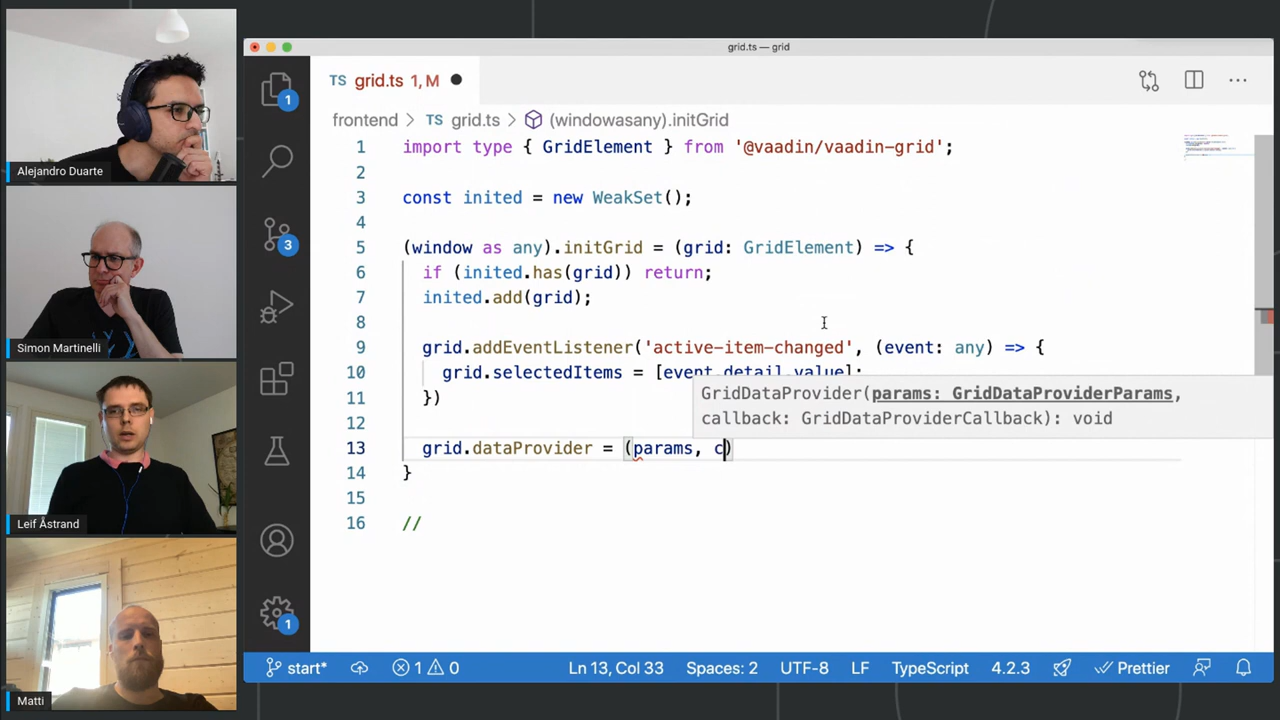 Alejandro Duarte
Simon Martinelli
Leif Åstrand
Matti
grid.ts — grid
1
3
1
TS grid.ts 1, M
frontend > TS grid.ts > (windowasany).initGrid
1 import type { GridElement } from '@vaadin/vaadin-grid';
2
3 const inited = new WeakSet();
4
5 (window as any).initGrid = (grid: GridElement) => {
6 if (inited.has(grid)) return;
7 inited.add(grid);
8
9 grid.addEventListener('active-item-changed', (event: any) => {
10 grid.selectedItems = [event.detail.value];
11 })
GridDataProvider(params: GridDataProviderParams,
callback: GridDataProviderCallback): void
12
13 grid.dataProvider = (params, c)
14 }
15
16 //
start* 1 0 Ln 13, Col 33 Spaces: 2 UTF-8 LF TypeScript 4.2.3 Prettier